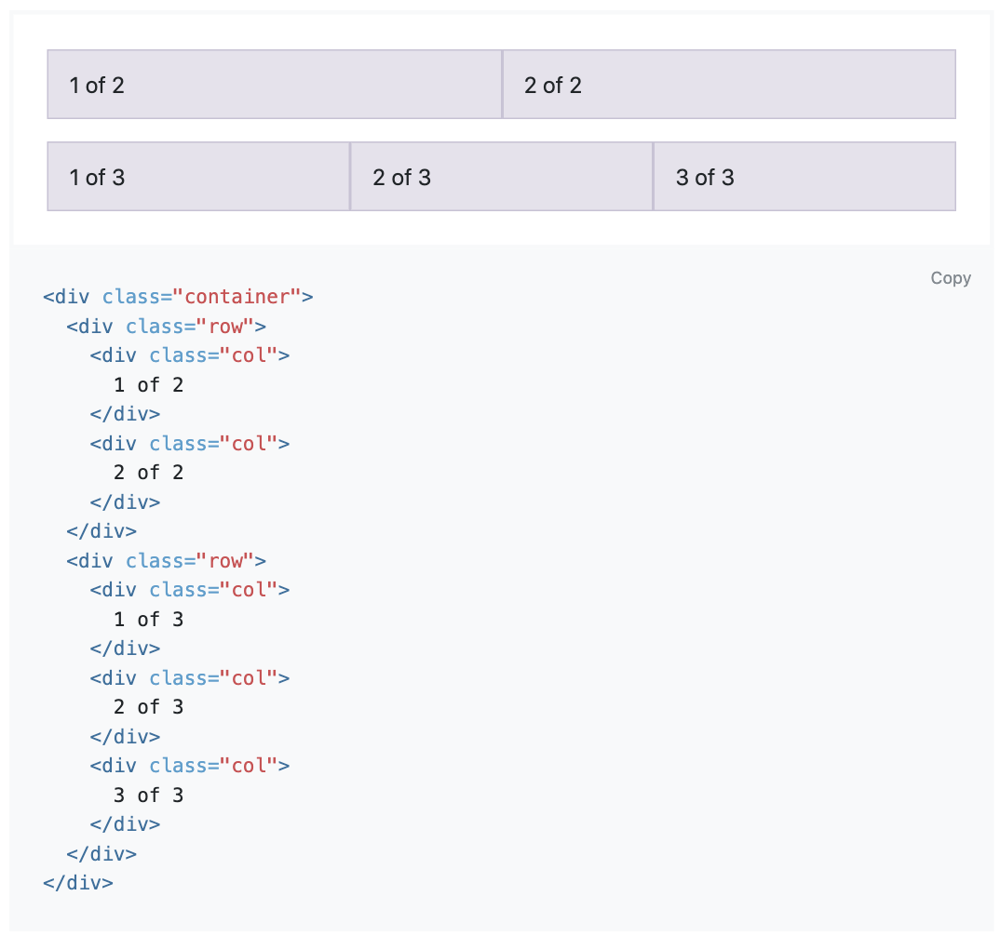 1 of 2
2 of 2
1 of 3
2 of 3
3 of 3
Copy
<div class="container">
  <div class="row">
    <div class="col">
      1 of 2
    </div>
    <div class="col">
      2 of 2
    </div>
  </div>
  <div class="row">
    <div class="col">
      1 of 3
    </div>
    <div class="col">
      2 of 3
    </div>
    <div class="col">
      3 of 3
    </div>
  </div>
</div>